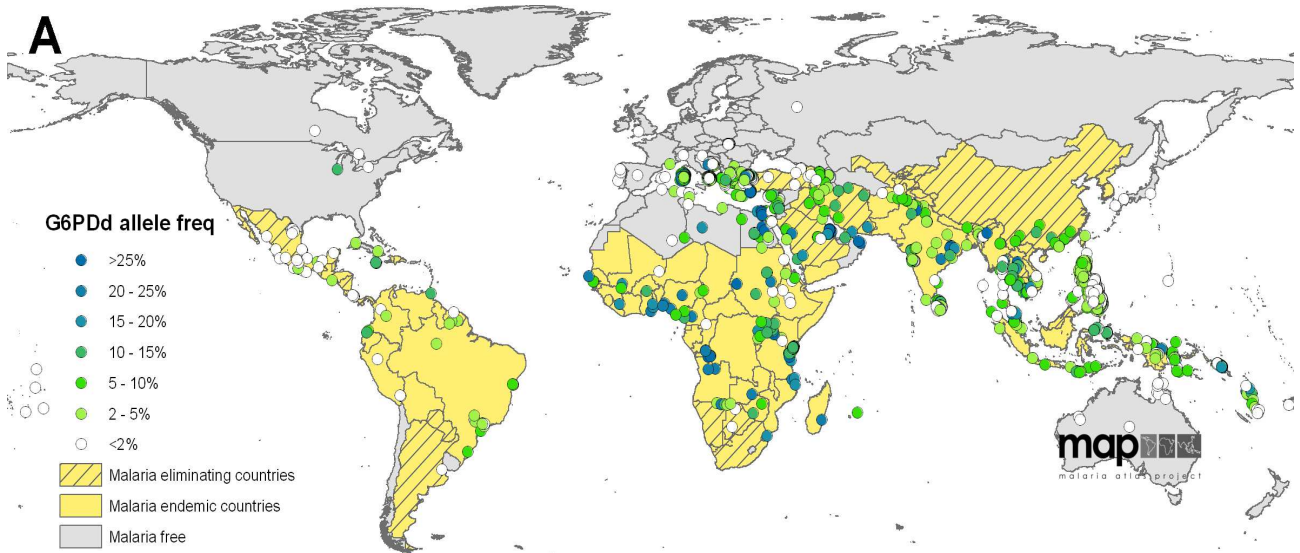 A
G6PDd allele freq
>25%
20 - 25%
15 - 20%
10 - 15%
5 - 10%
2 - 5%
<2%
Malaria eliminating countries
Malaria endemic countries
Malaria free
map
malaria atlas project